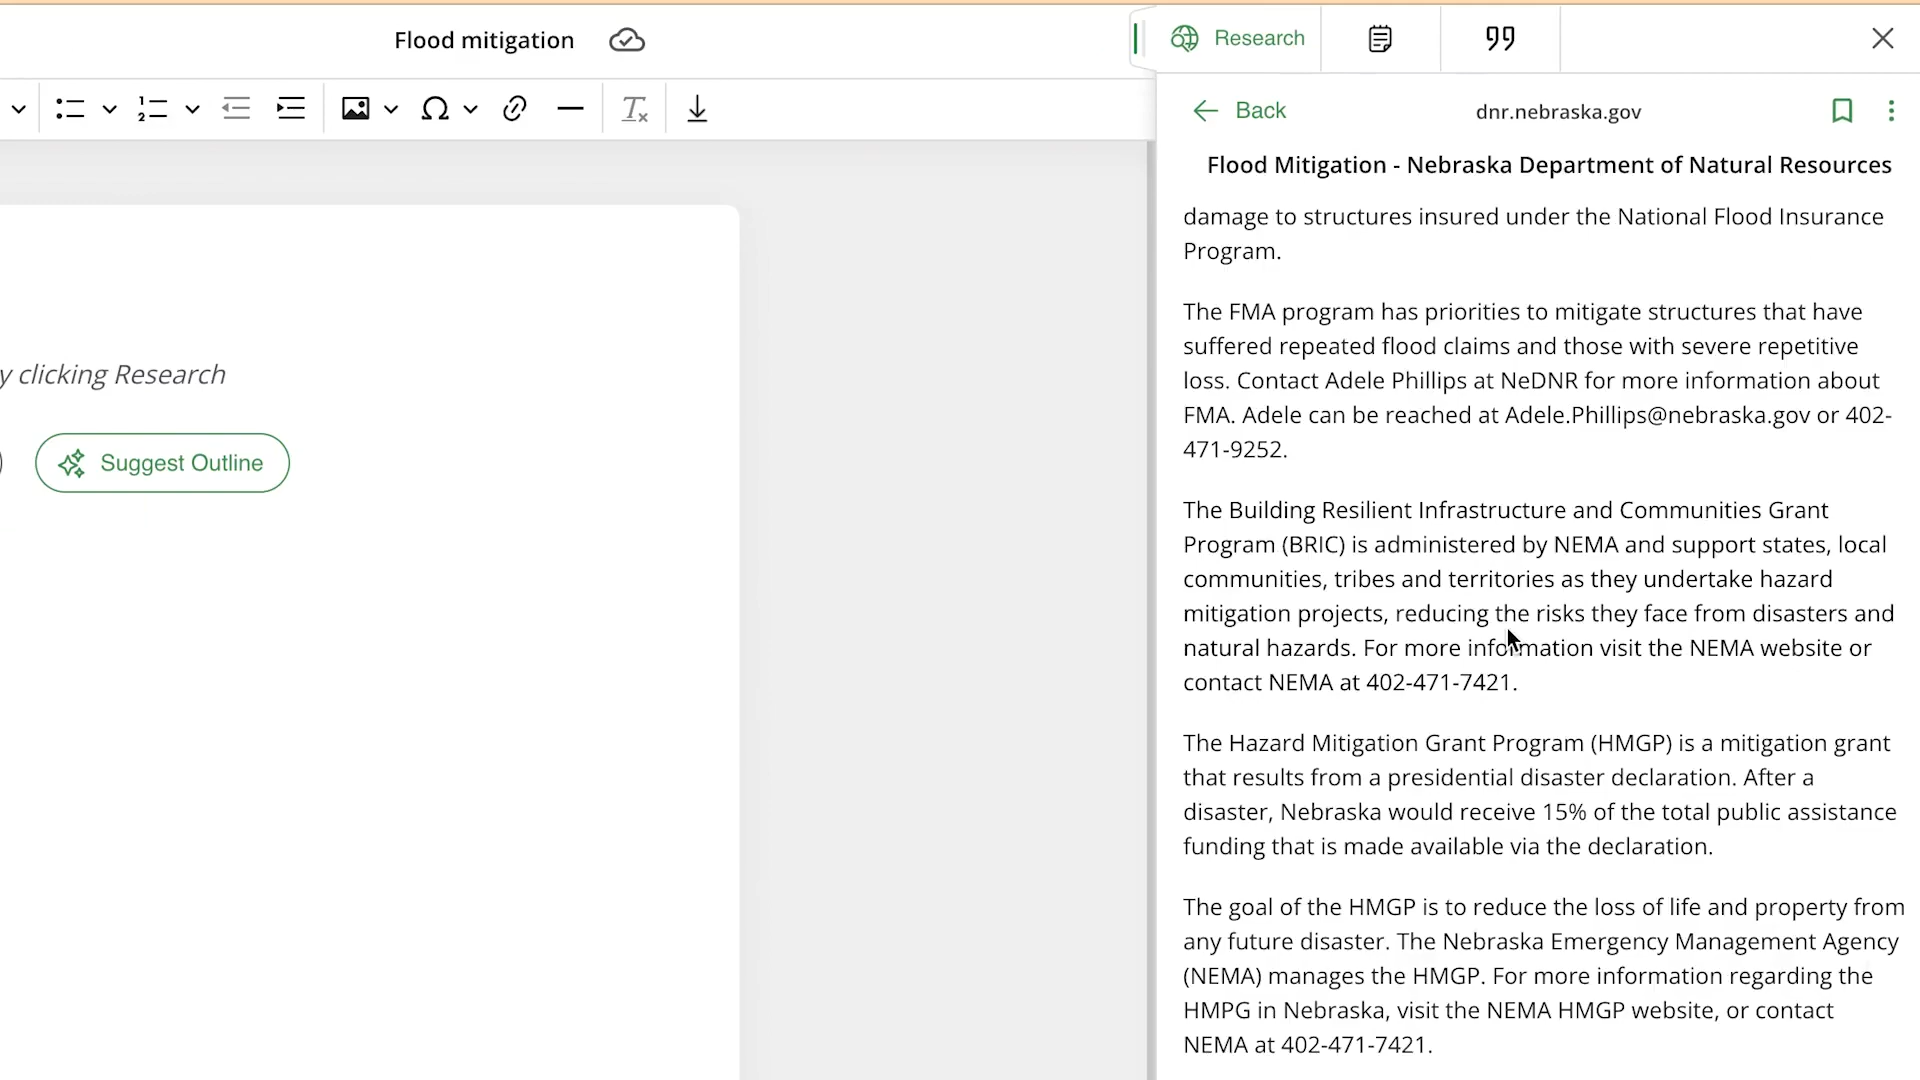 Flood mitigation
Research
Back
dnr.nebraska.gov
Flood Mitigation - Nebraska Department of Natural Resources
damage to structures insured under the National Flood Insurance
Program.
The FMA program has priorities to mitigate structures that have
suffered repeated flood claims and those with severe repetitive
loss. Contact Adele Phillips at NeDNR for more information about
FMA. Adele can be reached at Adele.Phillips@nebraska.gov or 402-
471-9252.
The Building Resilient Infrastructure and Communities Grant
Program (BRIC) is administered by NEMA and support states, local
communities, tribes and territories as they undertake hazard
mitigation projects, reducing the risks they face from disasters and
natural hazards. For more information visit the NEMA website or
contact NEMA at 402-471-7421.
The Hazard Mitigation Grant Program (HMGP) is a mitigation grant
that results from a presidential disaster declaration. After a
disaster, Nebraska would receive 15% of the total public assistance
funding that is made available via the declaration.
The goal of the HMGP is to reduce the loss of life and property from
any future disaster. The Nebraska Emergency Management Agency
(NEMA) manages the HMGP. For more information regarding the
HMPG in Nebraska, visit the NEMA HMGP website, or contact
NEMA at 402-471-7421.
y clicking Research
Suggest Outline